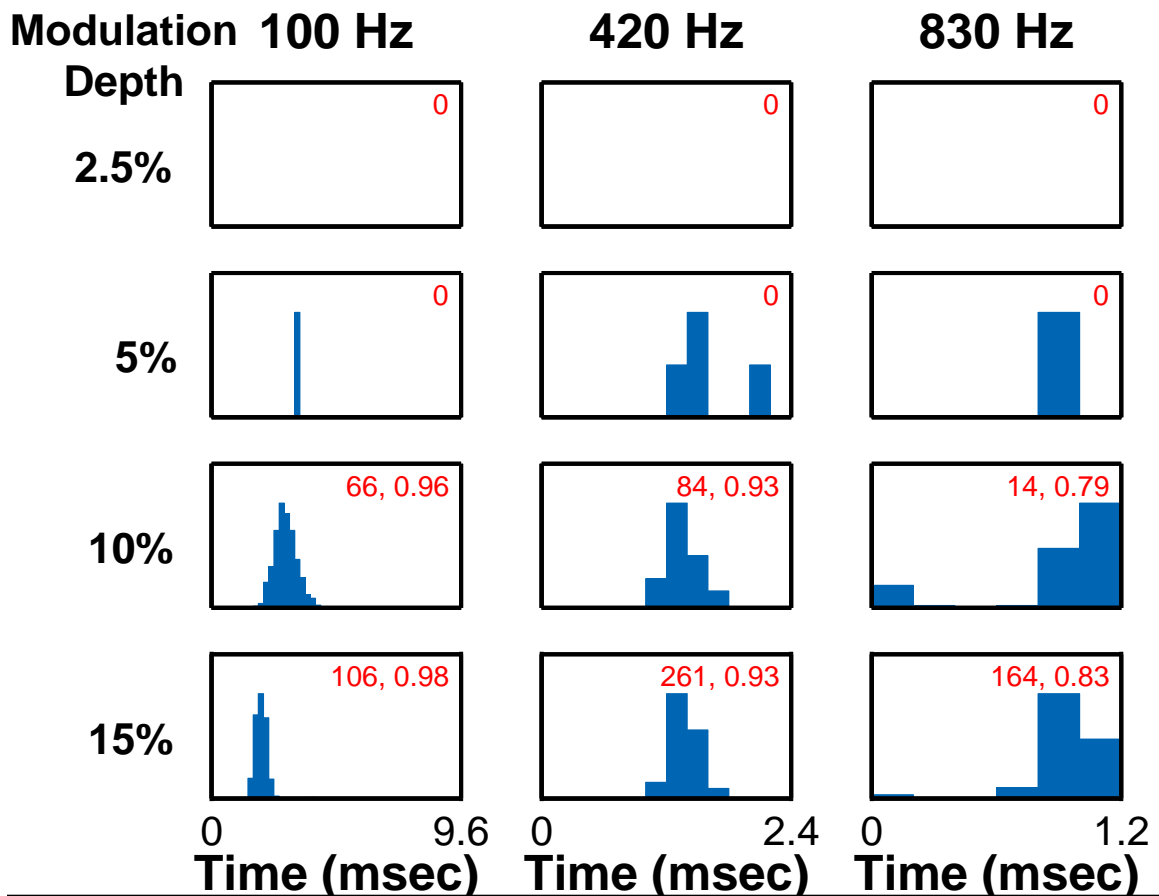 Modulation 100 Hz 420 Hz 830 Hz
Depth
0 0 0
2.5%
0 0 0
5%
66, 0.96 84, 0.93 14, 0.79
10%
106, 0.98 261, 0.93 164, 0.83
15%
0 9.6 0 2.4 0 1.2
Time (msec) Time (msec) Time (msec)